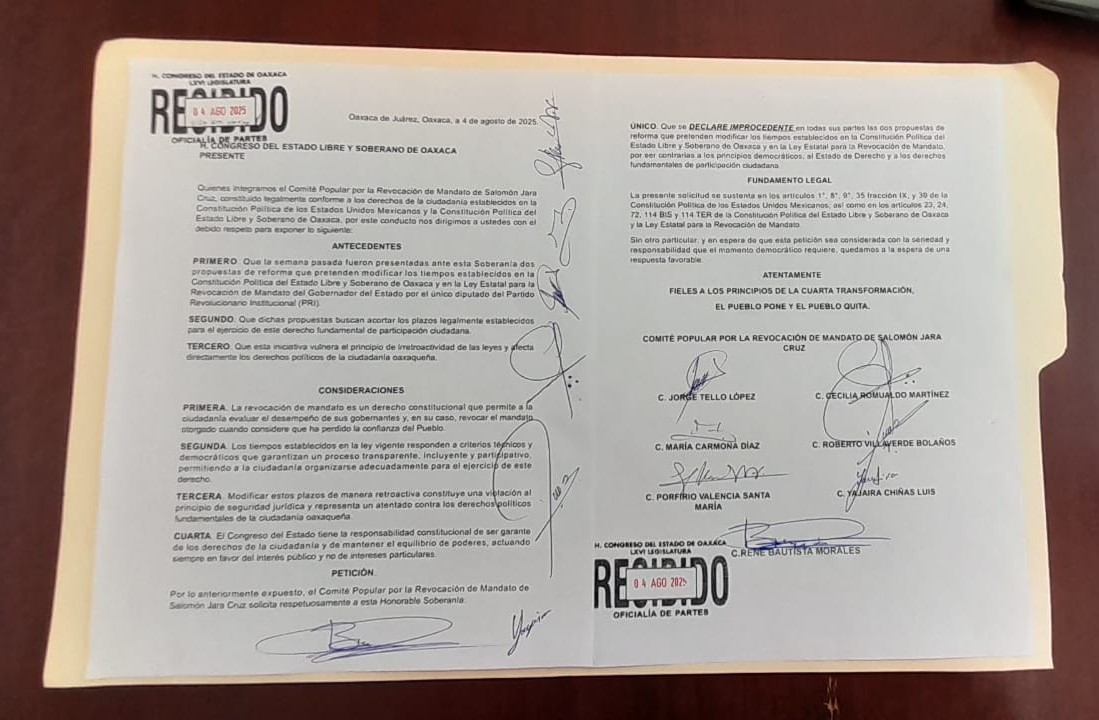 H. CONGRESO DEL ESTADO DE OAXACA
LXVI LEGISLATURA
RECIBIDO
04 AGO 2025
OFICIALÍA DE PARTES
Oaxaca de Juárez, Oaxaca, a 4 de agosto de 2025.
H. CONGRESO DEL ESTADO LIBRE Y SOBERANO DE OAXACA
PRESENTE
Quienes integramos el Comité Popular por la Revocación de Mandato de Salomón Jara
Cruz, constituido legalmente conforme a los derechos de la ciudadanía establecidos en la
Constitución Política de los Estados Unidos Mexicanos y la Constitución Política del
Estado Libre y Soberano de Oaxaca, por este conducto nos dirigimos a ustedes con el
debido respeto para exponer lo siguiente:
ANTECEDENTES
PRIMERO. Que la semana pasada fueron presentadas ante esta Soberanía dos
propuestas de reforma que pretenden modificar los tiempos establecidos en la
Constitución Política del Estado Libre y Soberano de Oaxaca y en la Ley Estatal para la
Revocación de Mandato del Gobernador del Estado por el único diputado del Partido
Revolucionario Institucional (PRI).
SEGUNDO. Que dichas propuestas buscan acortar los plazos legalmente establecidos
para el ejercicio de este derecho fundamental de participación ciudadana.
TERCERO. Que esta iniciativa vulnera el principio de irretroactividad de las leyes y afecta
directamente los derechos políticos de la ciudadanía oaxaqueña.
CONSIDERACIONES
PRIMERA. La revocación de mandato es un derecho constitucional que permite a la
ciudadanía evaluar el desempeño de sus gobernantes y, en su caso, revocar el mandato
otorgado cuando considere que ha perdido la confianza del Pueblo.
SEGUNDA. Los tiempos establecidos en la ley vigente responden a criterios técnicos y
democráticos que garantizan un proceso transparente, incluyente y participativo,
permitiendo a la ciudadanía organizarse adecuadamente para el ejercicio de este
derecho.
TERCERA. Modificar estos plazos de manera retroactiva constituye una violación al
principio de seguridad jurídica y representa un atentado contra los derechos políticos
fundamentales de la ciudadanía oaxaqueña.
CUARTA. El Congreso del Estado tiene la responsabilidad constitucional de ser garante
de los derechos de la ciudadanía y de mantener el equilibrio de poderes, actuando
siempre en favor del interés público y no de intereses particulares.
PETICIÓN
Por lo anteriormente expuesto, el Comité Popular por la Revocación de Mandato de
Salomón Jara Cruz solicita respetuosamente a esta Honorable Soberanía:
ÚNICO. Que se DECLARE IMPROCEDENTE en todas sus partes las dos propuestas de
reforma que pretenden modificar los tiempos establecidos en la Constitución Política del
Estado Libre y Soberano de Oaxaca y en la Ley Estatal para la Revocación de Mandato,
por ser contrarias a los principios democráticos, al Estado de Derecho y a los derechos
fundamentales de participación ciudadana.
FUNDAMENTO LEGAL
La presente solicitud se sustenta en los artículos 1°, 8°, 9°, 35 fracción IX, y 39 de la
Constitución Política de los Estados Unidos Mexicanos; así como en los artículos 23, 24,
72, 114 BIS y 114 TER de la Constitución Política del Estado Libre y Soberano de Oaxaca
y la Ley Estatal para la Revocación de Mandato.
Sin otro particular, y en espera de que esta petición sea considerada con la seriedad y
responsabilidad que el momento democrático requiere, quedamos a la espera de una
respuesta favorable.
ATENTAMENTE
FIELES A LOS PRINCIPIOS DE LA CUARTA TRANSFORMACIÓN,
EL PUEBLO PONE Y EL PUEBLO QUITA.
COMITÉ POPULAR POR LA REVOCACIÓN DE MANDATO DE SALOMÓN JARA
CRUZ
C. JORGE TELLO LÓPEZ
C. CECILIA ROMUALDO MARTÍNEZ
C. MARÍA CARMONA DÍAZ
C. ROBERTO VILLAVERDE BOLAÑOS
C. PORFIRIO VALENCIA SANTA
MARÍA
C. YAJAIRA CHIÑAS LUIS
C.RENE BAUTISTA MORALES
H. CONGRESO DEL ESTADO DE OAXACA
LXVI LEGISLATURA
RECIBIDO
04 AGO 2025
OFICIALÍA DE PARTES